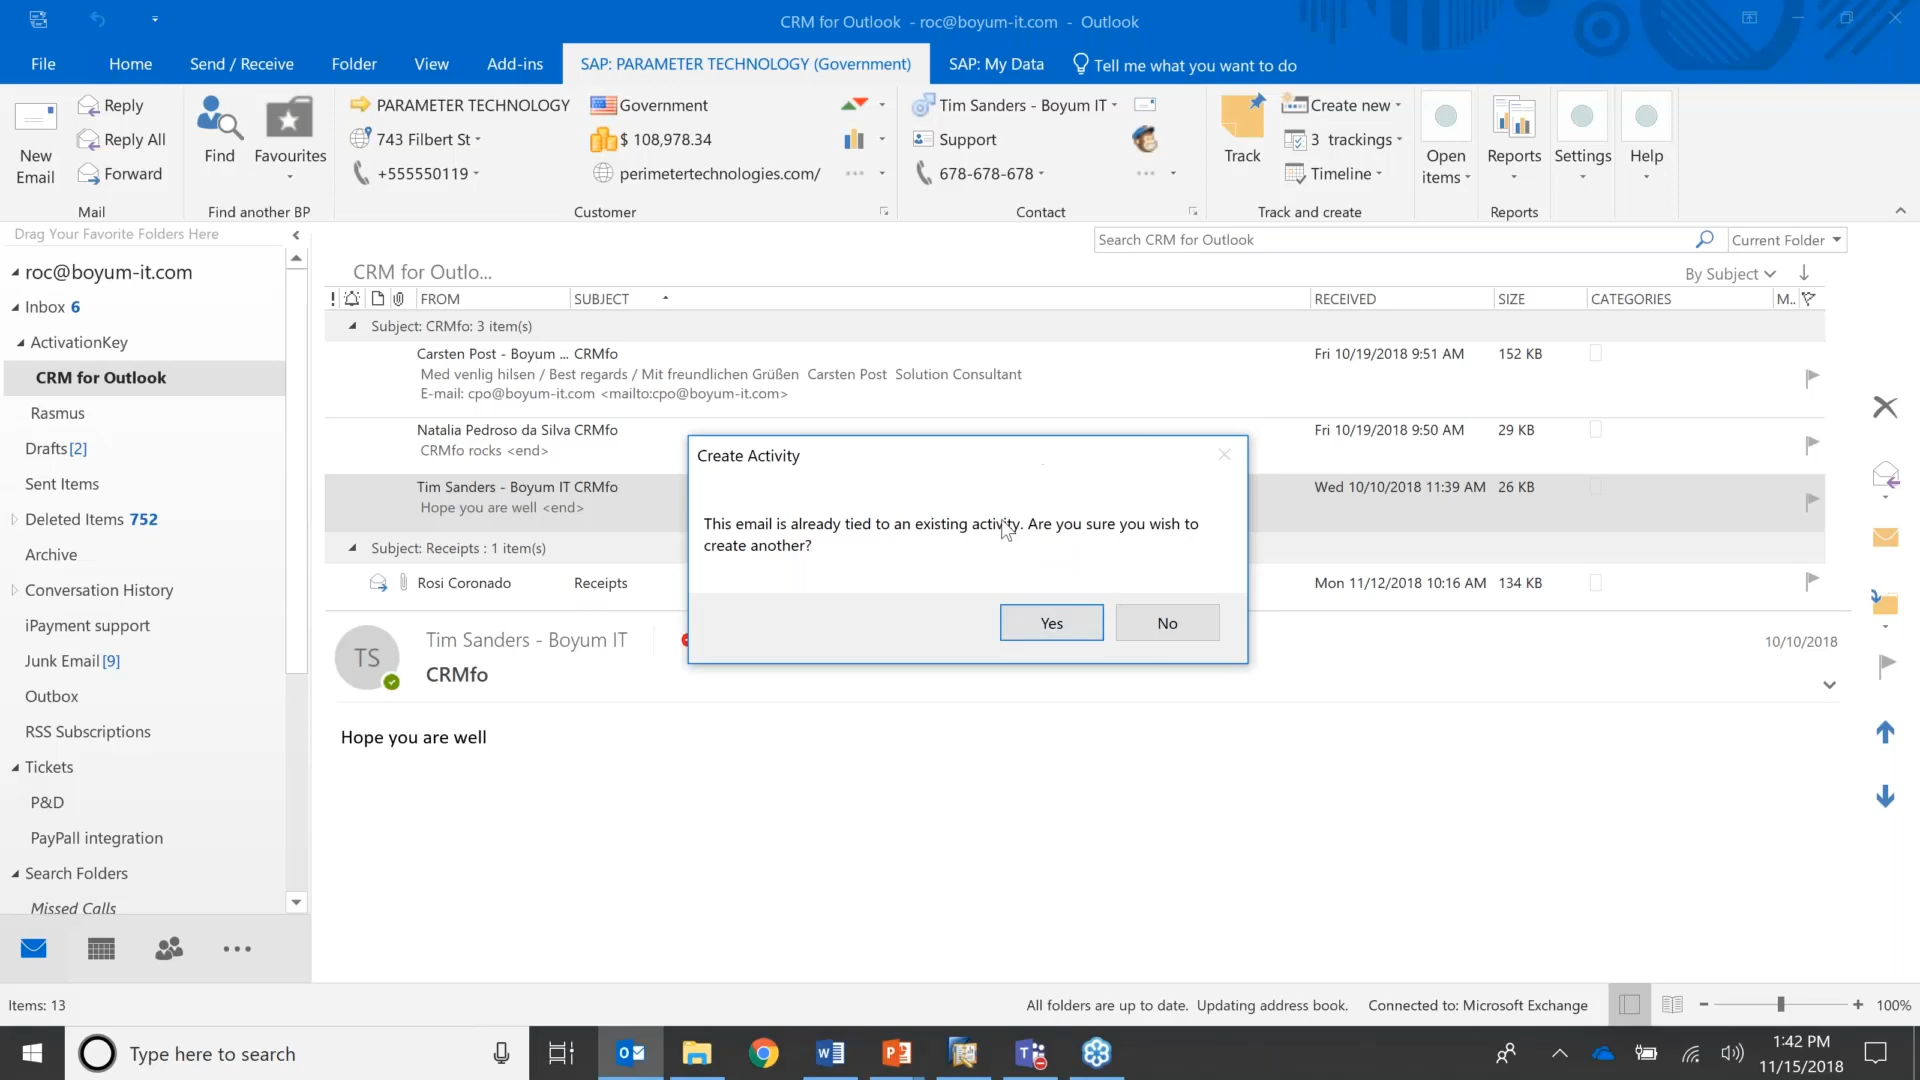 CRM for Outlook - roc@boyum-it.com - Outlook
File Home Send / Receive Folder View Add-ins SAP: PARAMETER TECHNOLOGY (Government) SAP: My Data Tell me what you want to do
New Email
Reply
Reply All
Forward
Mail
Find
Favourites
Find another BP
PARAMETER TECHNOLOGY
743 Filbert St
+555550119
Government
$ 108,978.34
perimetertechnologies.com/
Customer
Tim Sanders - Boyum IT
Support
678-678-678
Contact
Track
Create new
3 trackings
Timeline
Track and create
Open items
Reports
Reports
Settings
Help
Drag Your Favorite Folders Here
roc@boyum-it.com
Inbox 6
ActivationKey
CRM for Outlook
Rasmus
Drafts [2]
Sent Items
Deleted Items 752
Archive
Conversation History
iPayment support
Junk Email [9]
Outbox
RSS Subscriptions
Tickets
P&D
PayPall integration
Search Folders
Missed Calls
Search CRM for Outlook
Current Folder
CRM for Outlo...
By Subject
! FROM SUBJECT RECEIVED SIZE CATEGORIES M..
Subject: CRMfo: 3 item(s)
Carsten Post - Boyum ... CRMfo Fri 10/19/2018 9:51 AM 152 KB
Med venlig hilsen / Best regards / Mit freundlichen Grüßen Carsten Post Solution Consultant
E-mail: cpo@boyum-it.com <mailto:cpo@boyum-it.com>
Natalia Pedroso da Silva CRMfo Fri 10/19/2018 9:50 AM 29 KB
CRMfo rocks <end>
Tim Sanders - Boyum IT CRMfo Wed 10/10/2018 11:39 AM 26 KB
Hope you are well <end>
Subject: Receipts : 1 item(s)
Rosi Coronado Receipts Mon 11/12/2018 10:16 AM 134 KB
Create Activity
This email is already tied to an existing activity. Are you sure you wish to
create another?
Yes No
TS
Tim Sanders - Boyum IT
10/10/2018
CRMfo
Hope you are well
Items: 13
All folders are up to date. Updating address book. Connected to: Microsoft Exchange
100%
Type here to search
1:42 PM
11/15/2018